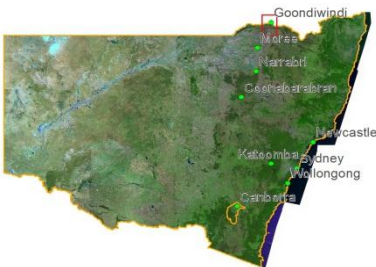 Goondiwindi
Moree
Narrabri
Coonabarabran
Newcastle
Katoomba
Sydney
Wollongong
Canberra